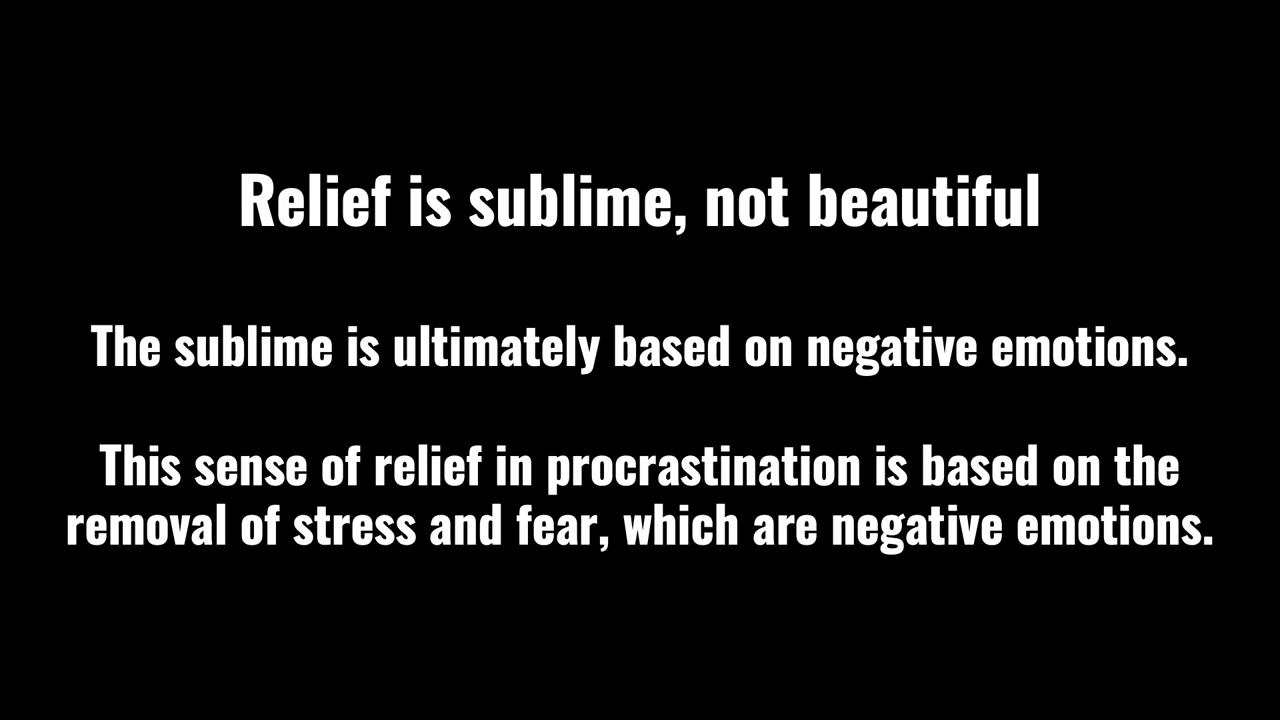 Relief is sublime, not beautiful
The sublime is ultimately based on negative emotions.
This sense of relief in procrastination is based on the
removal of stress and fear, which are negative emotions.